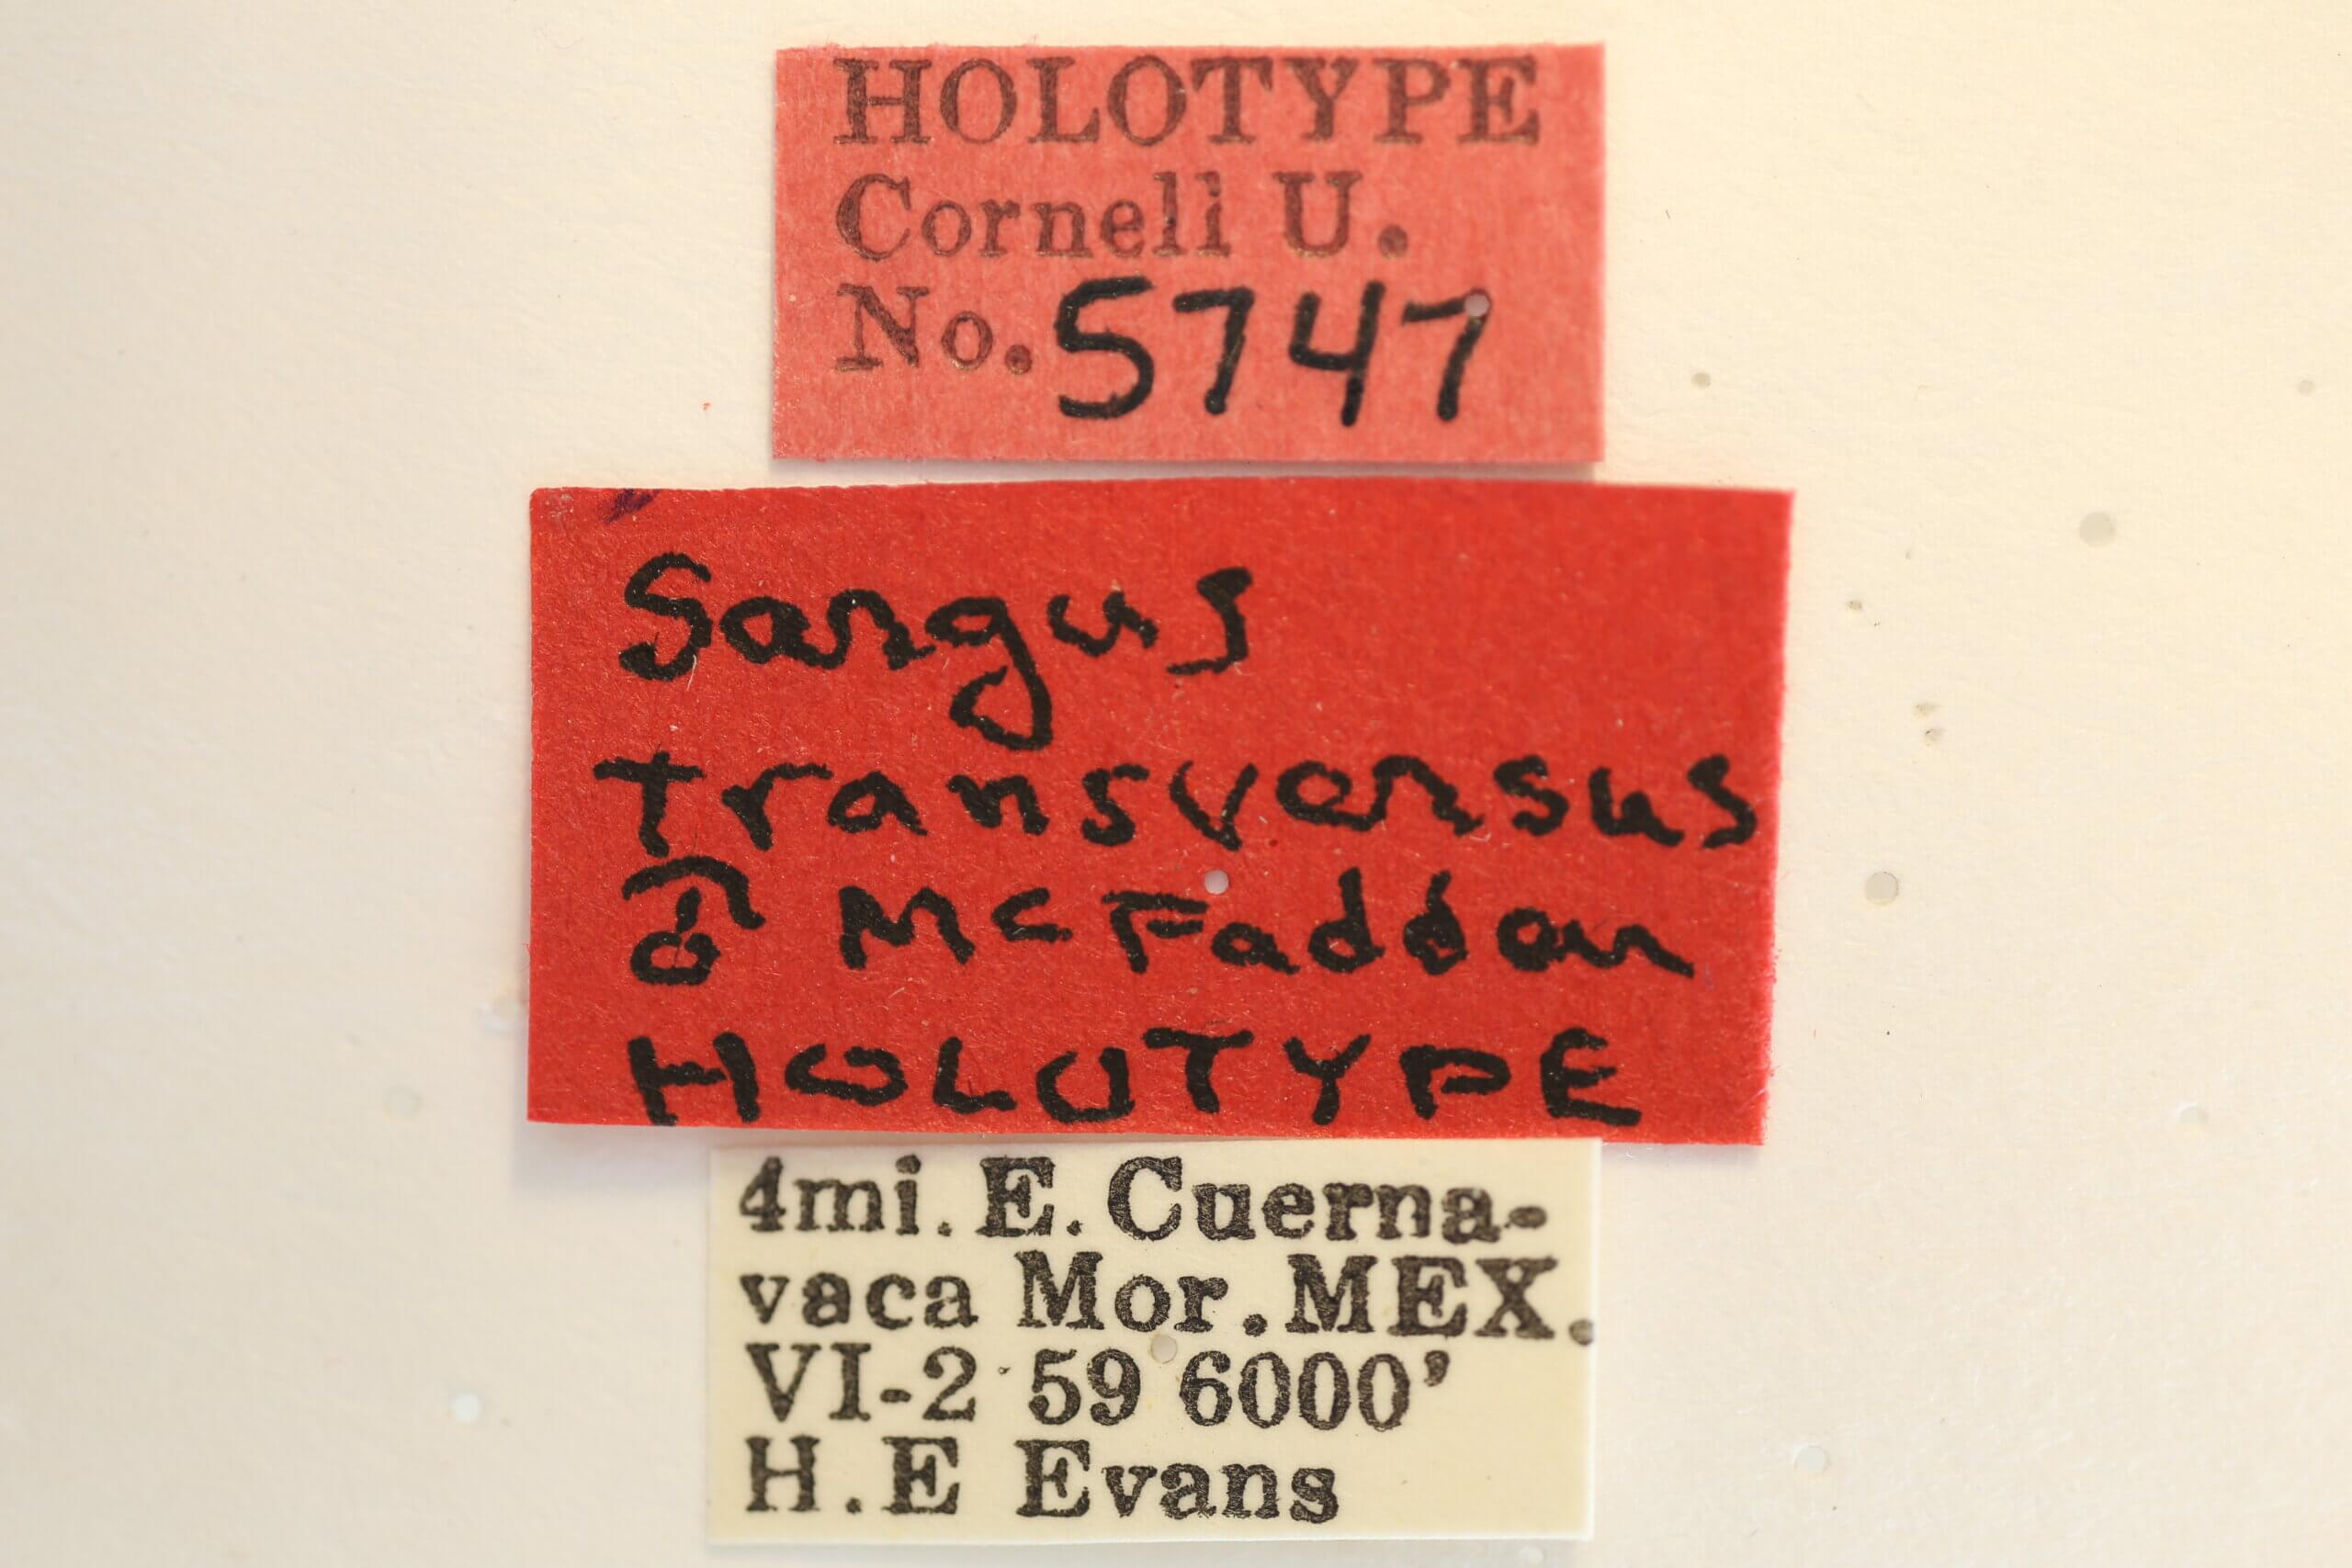 HOLOTYPE
Cornell U.
No. 5747
Sargus
transversus
♂ McFadden
HOLOTYPE
4mi. E. Cuerna-
vaca Mor. MEX.
VI-2 59 6000'
H. E Evans